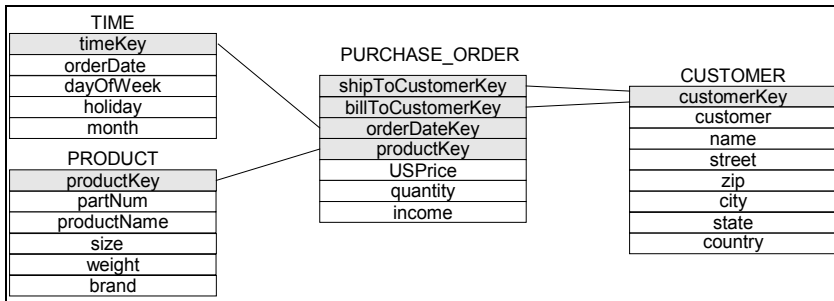 TIME
timeKey
orderDate
dayOfWeek
holiday
month
PRODUCT
productKey
partNum
productName
size
weight
brand
PURCHASE_ORDER
shipToCustomerKey
billToCustomerKey
orderDateKey
productKey
USPrice
quantity
income
CUSTOMER
customerKey
customer
name
street
zip
city
state
country